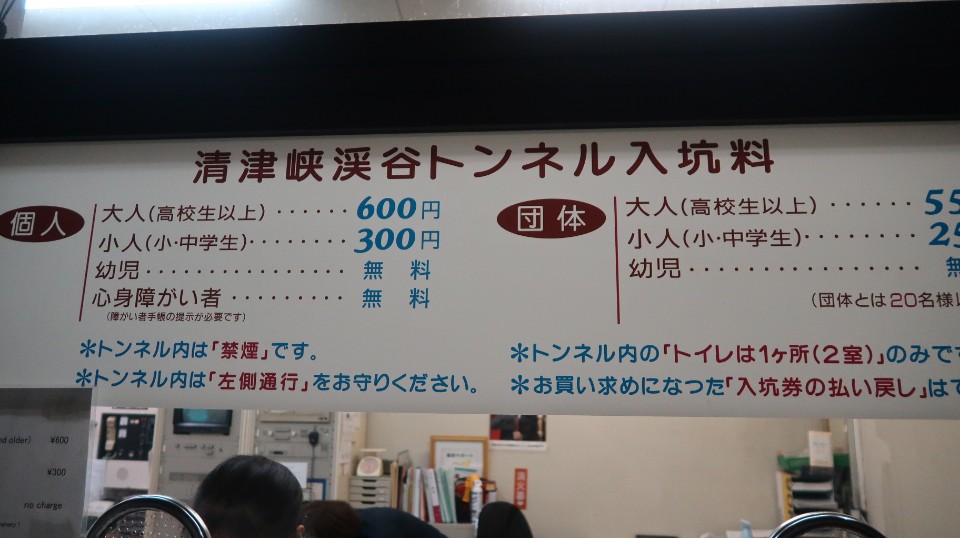 清津峡渓谷トンネル入坑料
個人
大人(高校生以上)・・・・・・600円
小人(小・中学生)・・・・・・・・300円
幼児・・・・・・・・・・・・・・・・無料
心身障がい者・・・・・・・・・無料
(障がい者手帳の提示が必要です)
団体
大人(高校生以上)・・・・・・55
小人(小・中学生)・・・・・・・・25
幼児・・・・・・・・・・・・・・・・無
(団体とは20名様以
＊トンネル内は「禁煙」です。
＊トンネル内は「左側通行」をお守りください。
＊トンネル内の「トイレは1ヶ所(2室)」のみです
＊お買い求めになった「入坑券の払い戻し」はで
nd older) ¥600
¥300
no charge